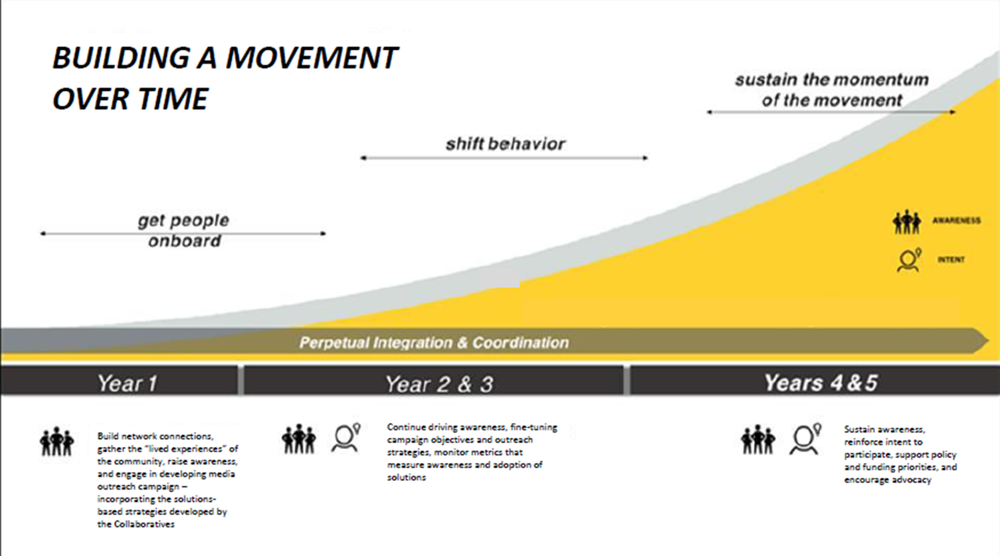 BUILDING A MOVEMENT
OVER TIME
sustain the momentum
of the movement
shift behavior
get people
onboard
AWARENESS
INTENT
Perpetual Integration & Coordination
Year 1
Year 2 & 3
Years 4 & 5
Build network connections,
gather the “lived experiences” of
the community, raise awareness,
and engage in developing media
outreach campaign –
incorporating the solutions-
based strategies developed by
the Collaboratives
Continue driving awareness, fine-tuning
campaign objectives and outreach
strategies, monitor metrics that
measure awareness and adoption of
solutions
Sustain awareness,
reinforce intent to
participate, support policy
and funding priorities, and
encourage advocacy